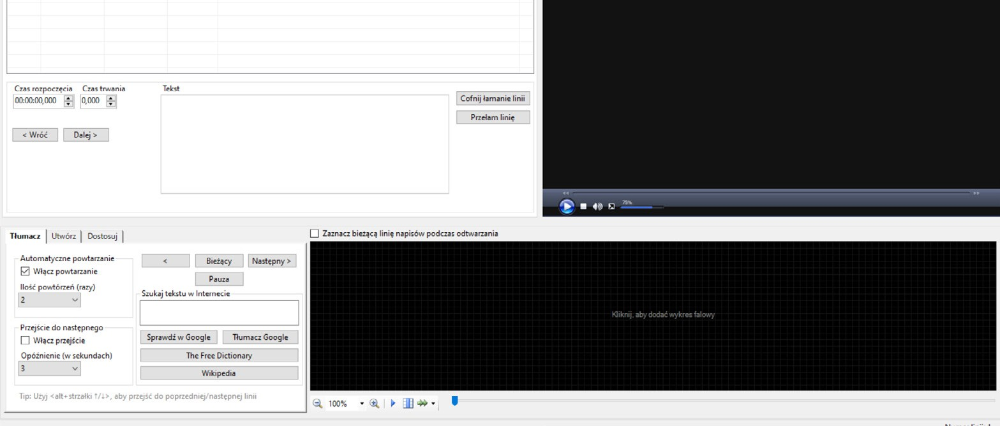 Czas rozpoczęcia Czas trwania Tekst
00:00:00,000 0,000
Cofnij łamanie linii
Przełam linię
< Wróć Dalej >
75%
Tłumacz Utwórz Dostosuj
Zaznacz bieżącą linię napisów podczas odtwarzania
Automatyczne powtarzanie
Włącz powtarzanie
Ilość powtórzeń (razy)
2
< Bieżący Następny >
Pauza
Szukaj tekstu w Internecie
Przejście do następnego
Włącz przejście
Opóźnienie (w sekundach)
3
Sprawdź w Google Tłumacz Google
The Free Dictionary
Wikipedia
Tip: Użyj <alt+strzałki ↑/↓>, aby przejść do poprzedniej/następnej linii
Kliknij, aby dodać wykres falowy
100%